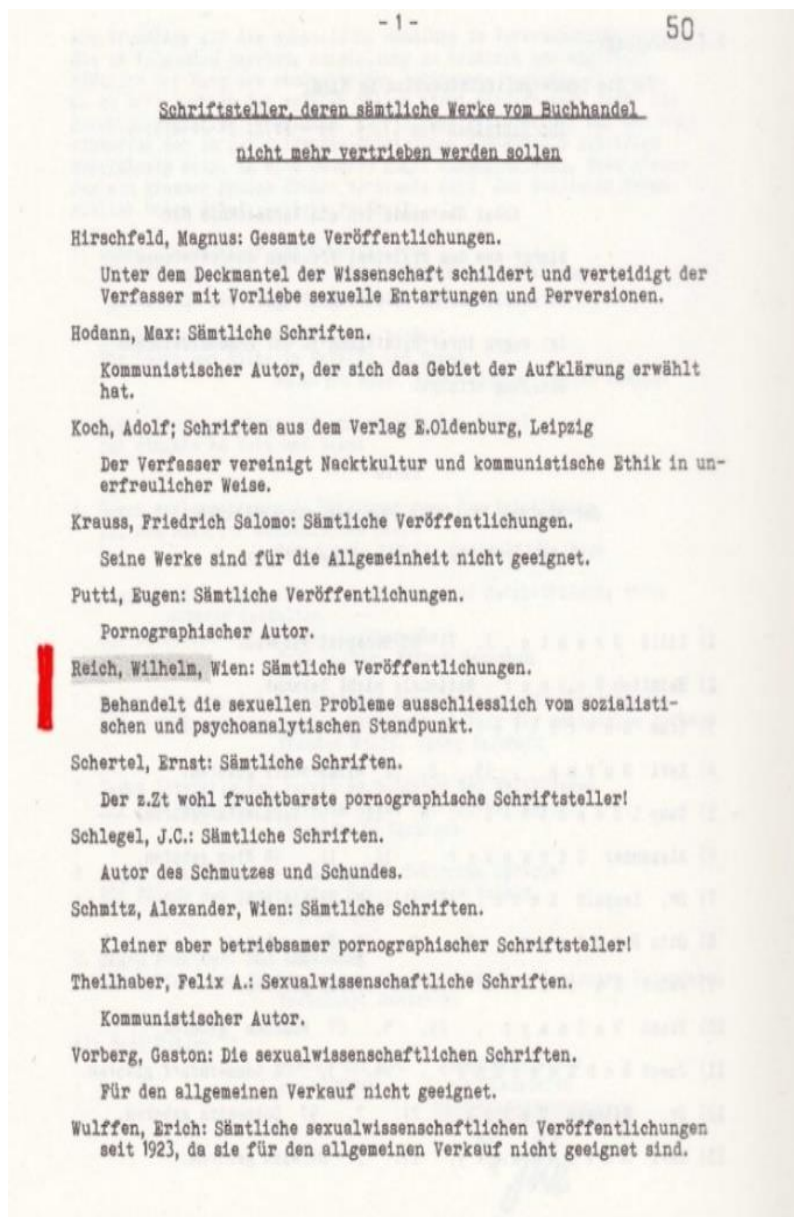 - 1 -
50
Schriftsteller, deren sämtliche Werke vom Buchhandel
nicht mehr vertrieben werden sollen
Hirschfeld, Magnus: Gesamte Veröffentlichungen.
Unter dem Deckmantel der Wissenschaft schildert und verteidigt der
Verfasser mit Vorliebe sexuelle Entartungen und Perversionen.
Hodann, Max: Sämtliche Schriften.
Kommunistischer Autor, der sich das Gebiet der Aufklärung erwählt
hat.
Koch, Adolf; Schriften aus dem Verlag E.Oldenburg, Leipzig
Der Verfasser vereinigt Nacktkultur und kommunistische Ethik in un-
erfreulicher Weise.
Krauss, Friedrich Salomo: Sämtliche Veröffentlichungen.
Seine Werke sind für die Allgemeinheit nicht geeignet.
Putti, Eugen: Sämtliche Veröffentlichungen.
Pornographischer Autor.
Reich, Wilhelm, Wien: Sämtliche Veröffentlichungen.
Behandelt die sexuellen Probleme ausschliesslich vom sozialisti-
schen und psychoanalytischen Standpunkt.
Schertel, Ernst: Sämtliche Schriften.
Der z.Zt wohl fruchtbarste pornographische Schriftsteller!
Schlegel, J.C.: Sämtliche Schriften.
Autor des Schmutzes und Schundes.
Schmitz, Alexander, Wien: Sämtliche Schriften.
Kleiner aber betriebsamer pornographischer Schriftsteller!
Theilhaber, Felix A.: Sexualwissenschaftliche Schriften.
Kommunistischer Autor.
Vorberg, Gaston: Die sexualwissenschaftlichen Schriften.
Für den allgemeinen Verkauf nicht geeignet.
Wulffen, Erich: Sämtliche sexualwissenschaftlichen Veröffentlichungen
seit 1923, da sie für den allgemeinen Verkauf nicht geeignet sind.